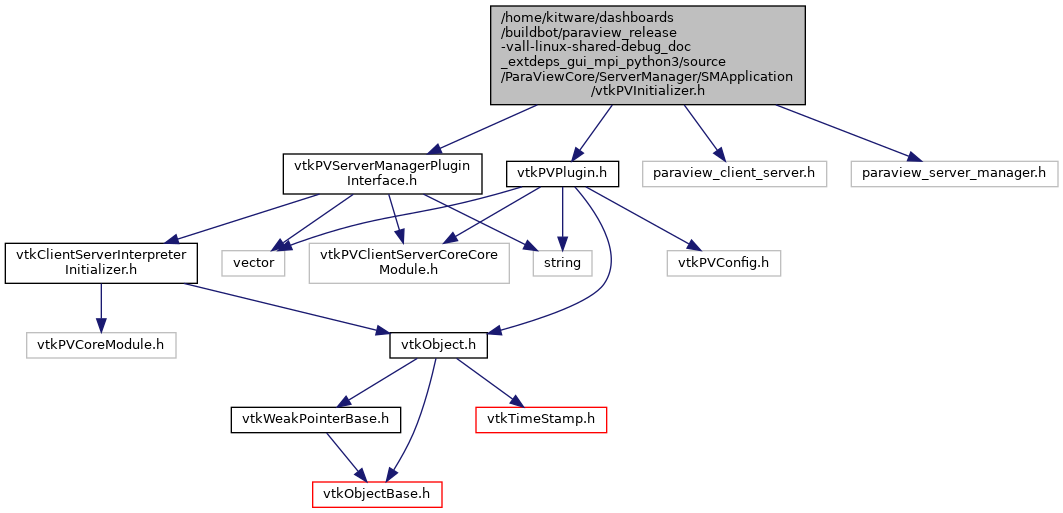 /home/kitware/dashboards
/buildbot/paraview_release
-vall-linux-shared-debug_doc
_extdeps_gui_mpi_python3/source
/ParaViewCore/ServerManager/SMApplication
/vtkPVInitializer.h
vtkPVServerManagerPlugin
Interface.h
vtkPVPlugin.h
paraview_client_server.h
paraview_server_manager.h
vtkClientServerInterpreter
Initializer.h
vector
vtkPVClientServerCoreCore
Module.h
string
vtkPVConfig.h
vtkPVCoreModule.h
vtkObject.h
vtkWeakPointerBase.h
vtkTimeStamp.h
vtkObjectBase.h